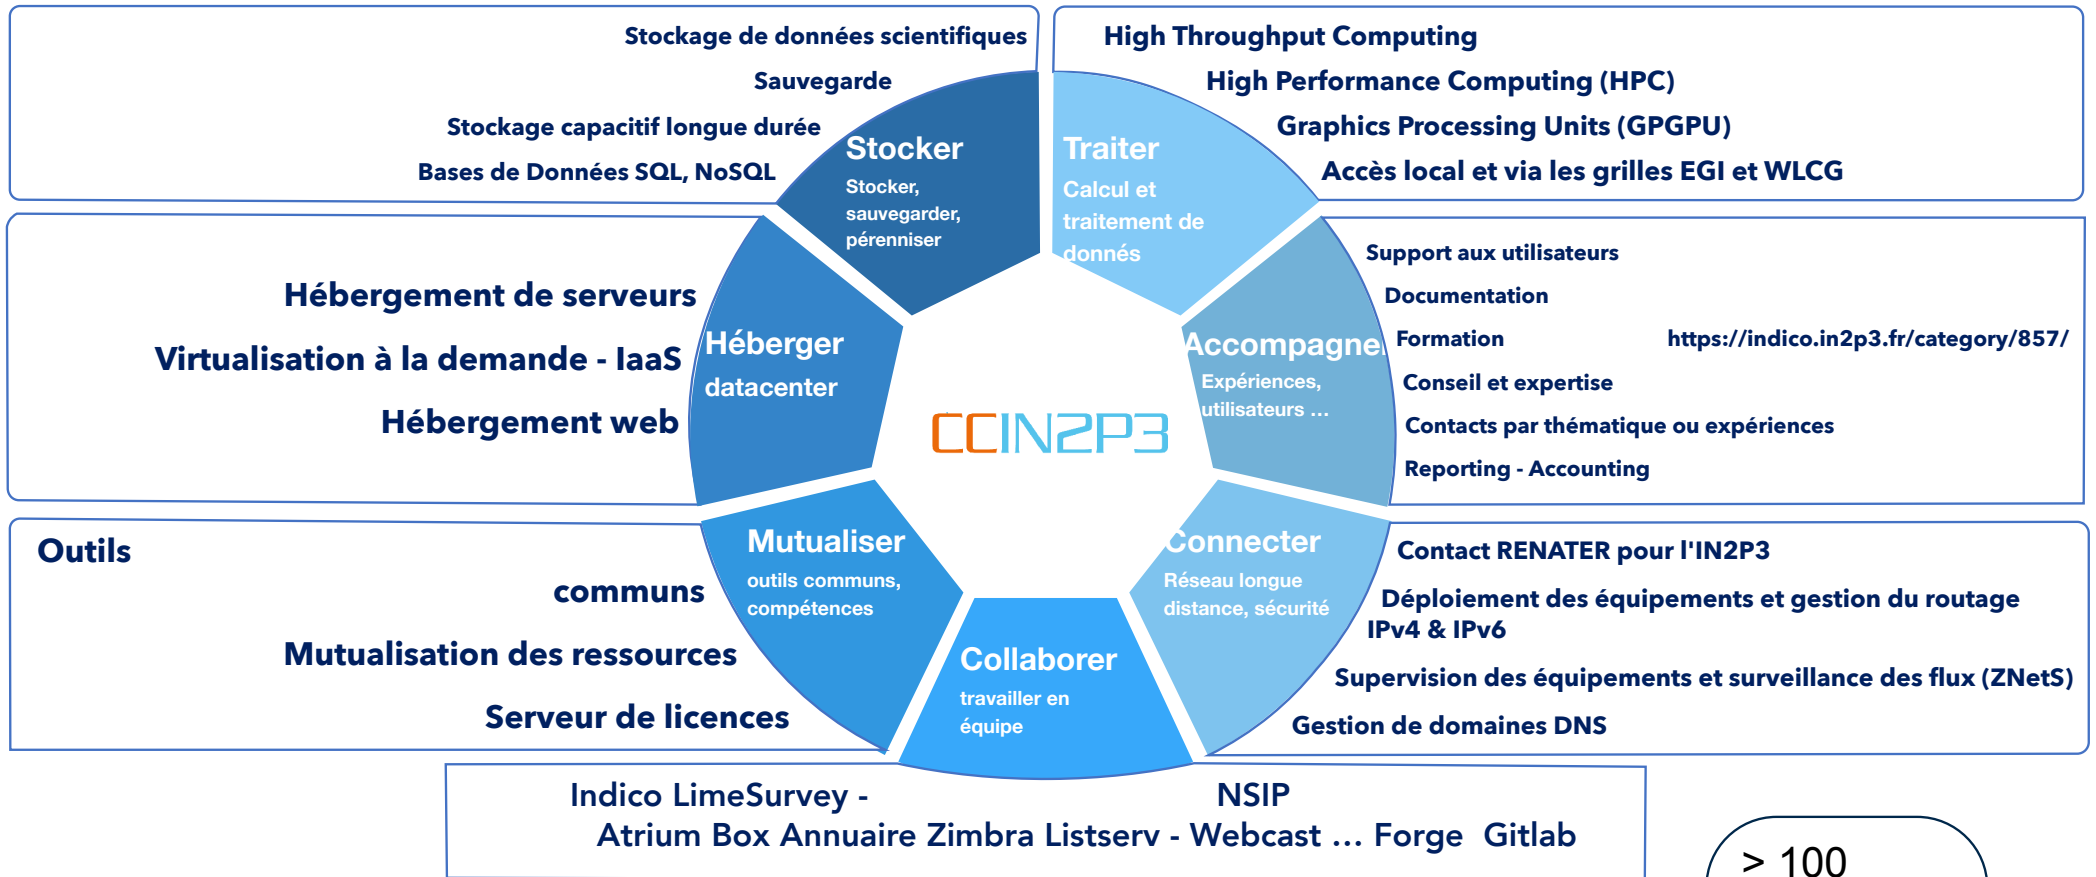 Stockage de données scientifiques
Sauvegarde
Stockage capacitif longue durée
Bases de Données SQL, NoSQL
High Throughput Computing
High Performance Computing (HPC)
Graphics Processing Units (GPGPU)
Accès local et via les grilles EGI et WLCG
Stocker
Stocker,
sauvegarder,
pérenniser
Traiter
Calcul et
traitement de
donnés
Hébergement de serveurs
Virtualisation à la demande - IaaS
Hébergement web
Héberger
datacenter
CCIN2P3
Accompagner
Expériences,
utilisateurs ...
Support aux utilisateurs
Documentation
Formation https://indico.in2p3.fr/category/857/
Conseil et expertise
Contacts par thématique ou expériences
Reporting - Accounting
Outils
communs
Mutualisation des ressources
Serveur de licences
Mutualiser
outils communs,
compétences
Collaborer
travailler en
équipe
Connecter
Réseau longue
distance, sécurité
Contact RENATER pour l'IN2P3
Déploiement des équipements et gestion du routage
IPv4 & IPv6
Supervision des équipements et surveillance des flux (ZNetS)
Gestion de domaines DNS
Indico LimeSurvey - NSIP
Atrium Box Annuaire Zimbra Listserv - Webcast ... Forge Gitlab
> 100